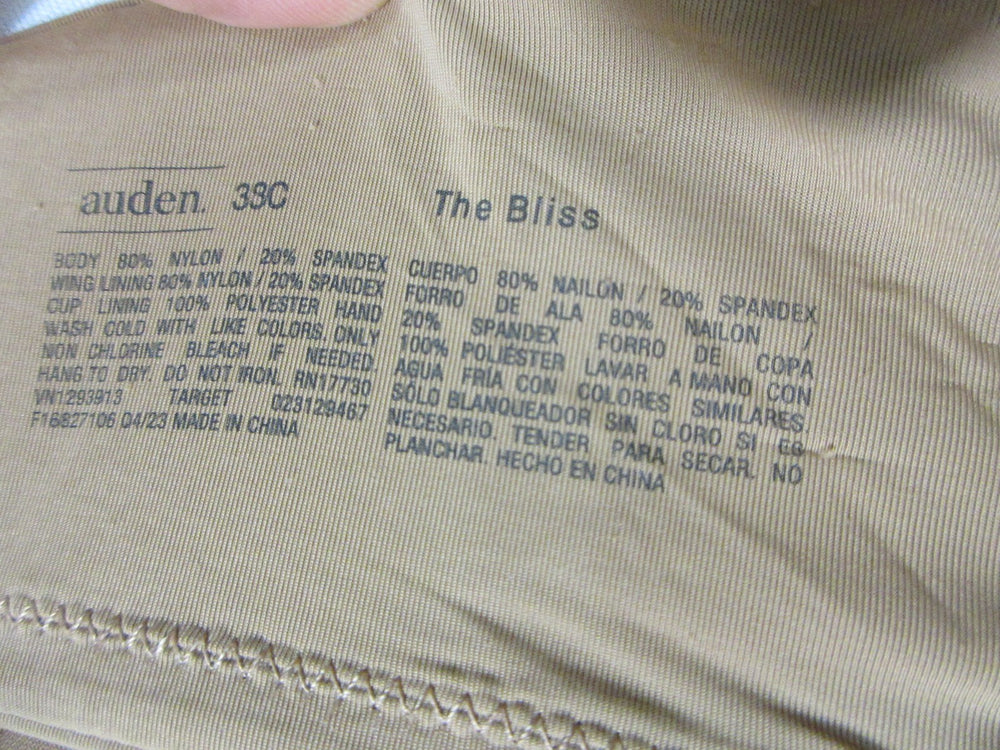 auden. 38C
The Bliss
BODY 80% NYLON / 20% SPANDEX
WING LINING 80% NYLON / 20% SPANDEX
CUP LINING 100% POLYESTER HAND
WASH COLD WITH LIKE COLORS. ONLY
NON CHLORINE BLEACH IF NEEDED.
HANG TO DRY. DO NOT IRON. RN17730
VN1293913 TARGET 023129467
F16827106 04/23 MADE IN CHINA
CUERPO 80% NAILON / 20% SPANDEX
FORRO DE ALA 80% NAILON /
20% SPANDEX FORRO DE COPA
100% POLIÉSTER LAVAR A MANO CON
AGUA FRÍA CON COLORES SIMILARES
SÓLO BLANQUEADOR SIN CLORO SI ES
NECESARIO. TENDER PARA SECAR. NO
PLANCHAR. HECHO EN CHINA